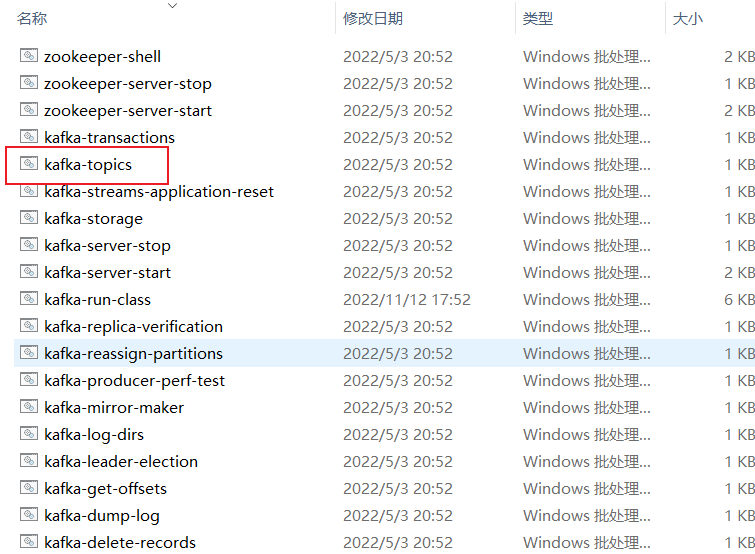 名称 修改日期 类型 大小
zookeeper-shell 2022/5/3 20:52 Windows 批处理... 2 KB
zookeeper-server-stop 2022/5/3 20:52 Windows 批处理... 1 KB
zookeeper-server-start 2022/5/3 20:52 Windows 批处理... 2 KB
kafka-transactions 2022/5/3 20:52 Windows 批处理... 1 KB
kafka-topics 2022/5/3 20:52 Windows 批处理... 1 KB
kafka-streams-application-reset 2022/5/3 20:52 Windows 批处理... 1 KB
kafka-storage 2022/5/3 20:52 Windows 批处理... 1 KB
kafka-server-stop 2022/5/3 20:52 Windows 批处理... 1 KB
kafka-server-start 2022/5/3 20:52 Windows 批处理... 2 KB
kafka-run-class 2022/11/12 17:52 Windows 批处理... 6 KB
kafka-replica-verification 2022/5/3 20:52 Windows 批处理... 1 KB
kafka-reassign-partitions 2022/5/3 20:52 Windows 批处理... 1 KB
kafka-producer-perf-test 2022/5/3 20:52 Windows 批处理... 1 KB
kafka-mirror-maker 2022/5/3 20:52 Windows 批处理... 1 KB
kafka-log-dirs 2022/5/3 20:52 Windows 批处理... 1 KB
kafka-leader-election 2022/5/3 20:52 Windows 批处理... 1 KB
kafka-get-offsets 2022/5/3 20:52 Windows 批处理... 1 KB
kafka-dump-log 2022/5/3 20:52 Windows 批处理... 1 KB
kafka-delete-records 2022/5/3 20:52 Windows 批处理... 1 KB